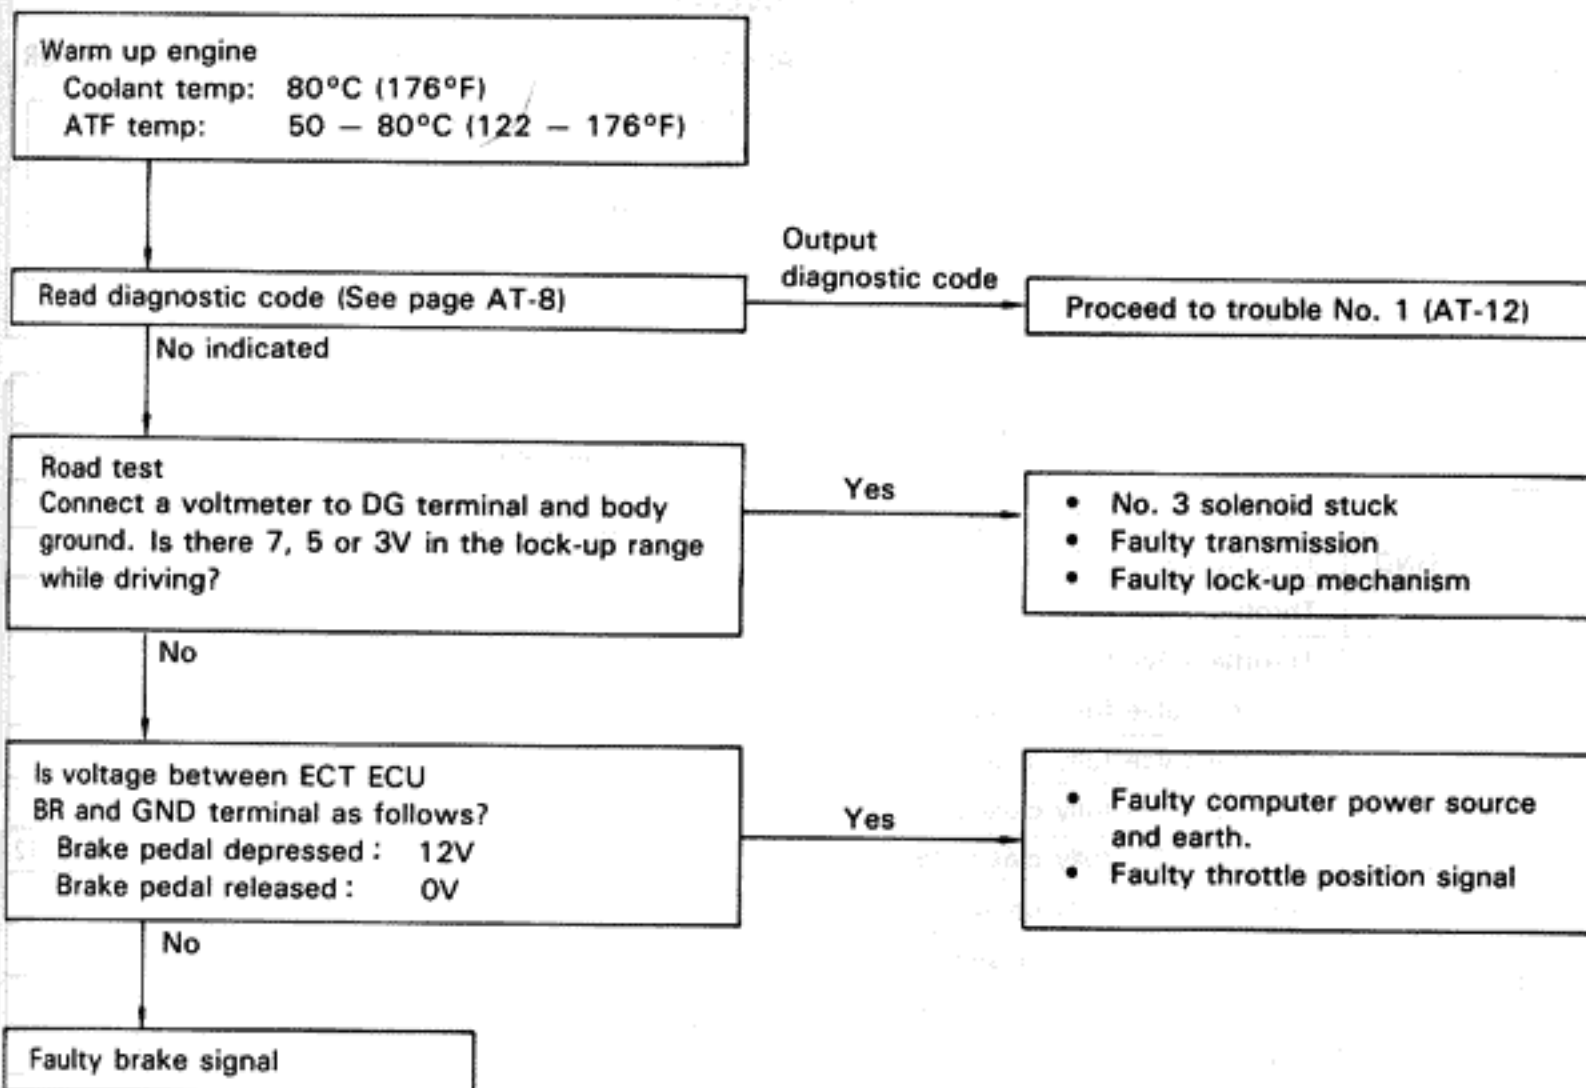 Warm up engine
Coolant temp: 80°C (176°F)
ATF temp: 50 — 80°C (122 — 176°F)
Output
diagnostic code
Read diagnostic code (See page AT-8)
Proceed to trouble No. 1 (AT-12)
No indicated
Road test
Connect a voltmeter to DG terminal and body
ground. Is there 7, 5 or 3V in the lock-up range
while driving?
Yes
• No. 3 solenoid stuck
• Faulty transmission
• Faulty lock-up mechanism
No
Is voltage between ECT ECU
BR and GND terminal as follows?
Brake pedal depressed : 12V
Brake pedal released : 0V
Yes
• Faulty computer power source
and earth.
• Faulty throttle position signal
No
Faulty brake signal